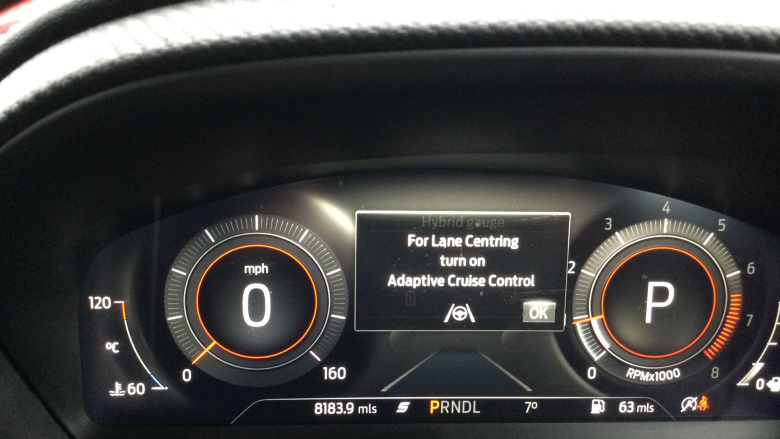 Hybrid gauge
For Lane Centring
turn on
Adaptive Cruise Control
OK
mph
0
0
160
120
°C
60
P
0
2
3
4
5
6
7
8
RPMx1000
0
8183.9 mls
PRNDL
7°
63 mls